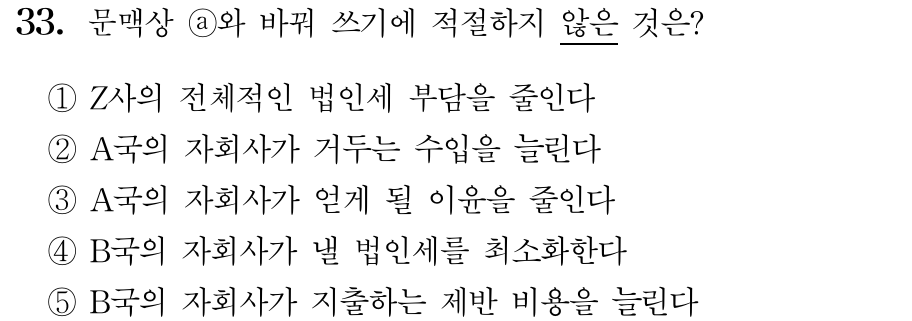 33. 문맥상 ⓐ와 바꿔 쓰기에 적절하지 않은 것은?
① Z사의 전체적인 법인세 부담을 줄인다
② A국의 자회사가 거두는 수입을 늘린다
③ A국의 자회사가 얻게 될 이윤을 줄인다
④ B국의 자회사가 낼 법인세를 최소화한다
⑤ B국의 자회사가 지출하는 제반 비용을 늘린다